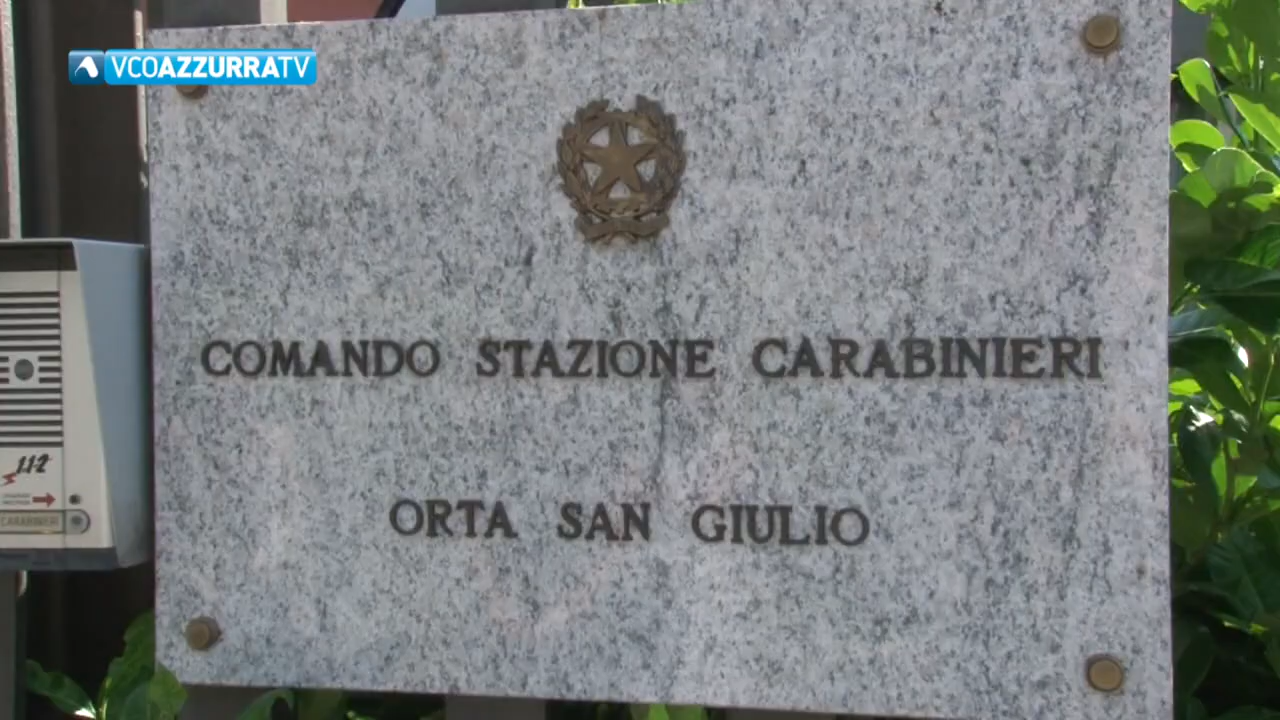 VCOAZZURRATV
COMANDO STAZIONE CARABINIERI
ORTA SAN GIULIO
112
CARABINIERI